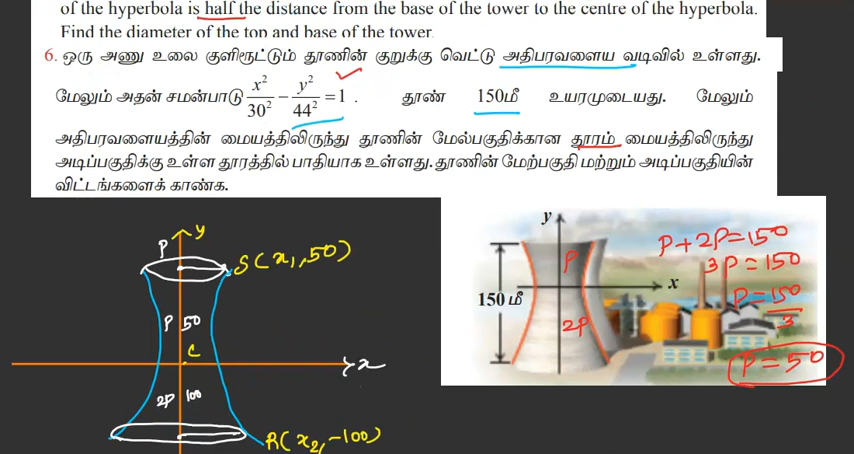 of the hyperbola is half the distance from the base of the tower to the centre of the hyperbola.
Find the diameter of the top and base of the tower.
6. ஒரு அணு உலை குளிரூட்டும் தூணின் குறுக்கு வெட்டு அதிபரவளைய வடிவில் உள்ளது.
மேலும் அதன் சமன்பாடு x²/30² − y²/44² = 1 . தூண் 150மீ உயரமுடையது. மேலும்
அதிபரவளையத்தின் மையத்திலிருந்து தூணின் மேல்பகுதிக்கான தூரம் மையத்திலிருந்து
அடிப்பகுதிக்கு உள்ள தூரத்தில் பாதியாக உள்ளது. தூணின் மேற்பகுதி மற்றும் அடிப்பகுதியின்
விட்டங்களைக் காண்க.
y
P
S(x₁, 50)
P 50
C
x
2P 100
R(x₂, -100)
y
P
x
150 மீ
2P
P+2P=150
3P=150
P=150/3
P=50